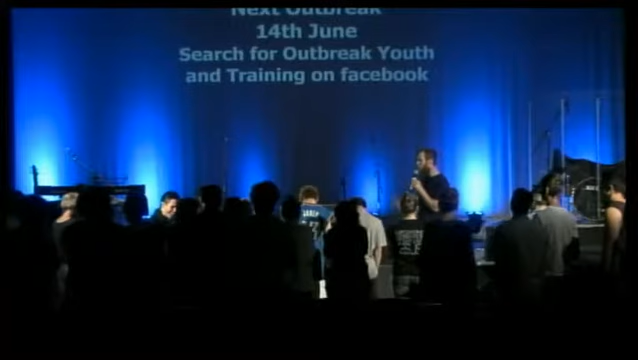 Next Outbreak
14th June
Search for Outbreak Youth
and Training on facebook